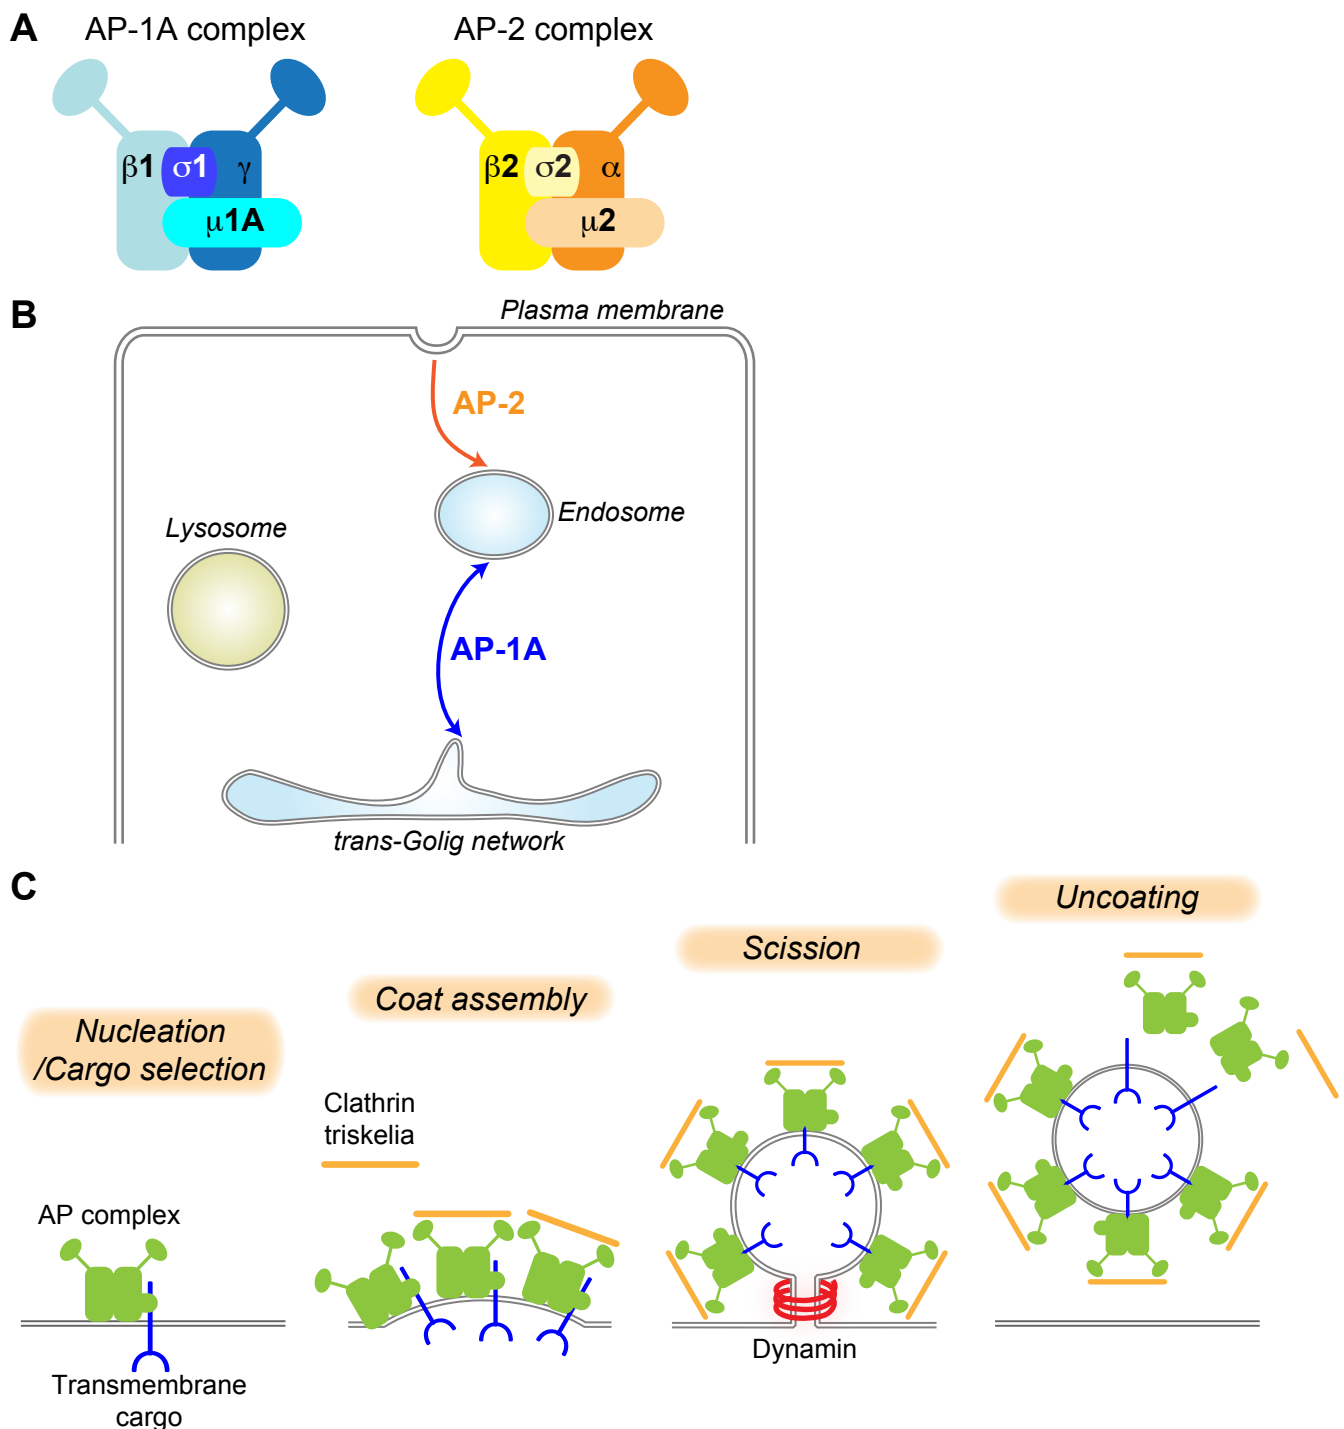 A
AP-1A complex
AP-2 complex
β1
σ1
γ
μ1A
β2
σ2
α
μ2
B
Plasma membrane
AP-2
Endosome
Lysosome
AP-1A
trans-Golig network
C
Nucleation
/Cargo selection
Coat assembly
Scission
Uncoating
Clathrin
triskelia
AP complex
Transmembrane
cargo
Dynamin